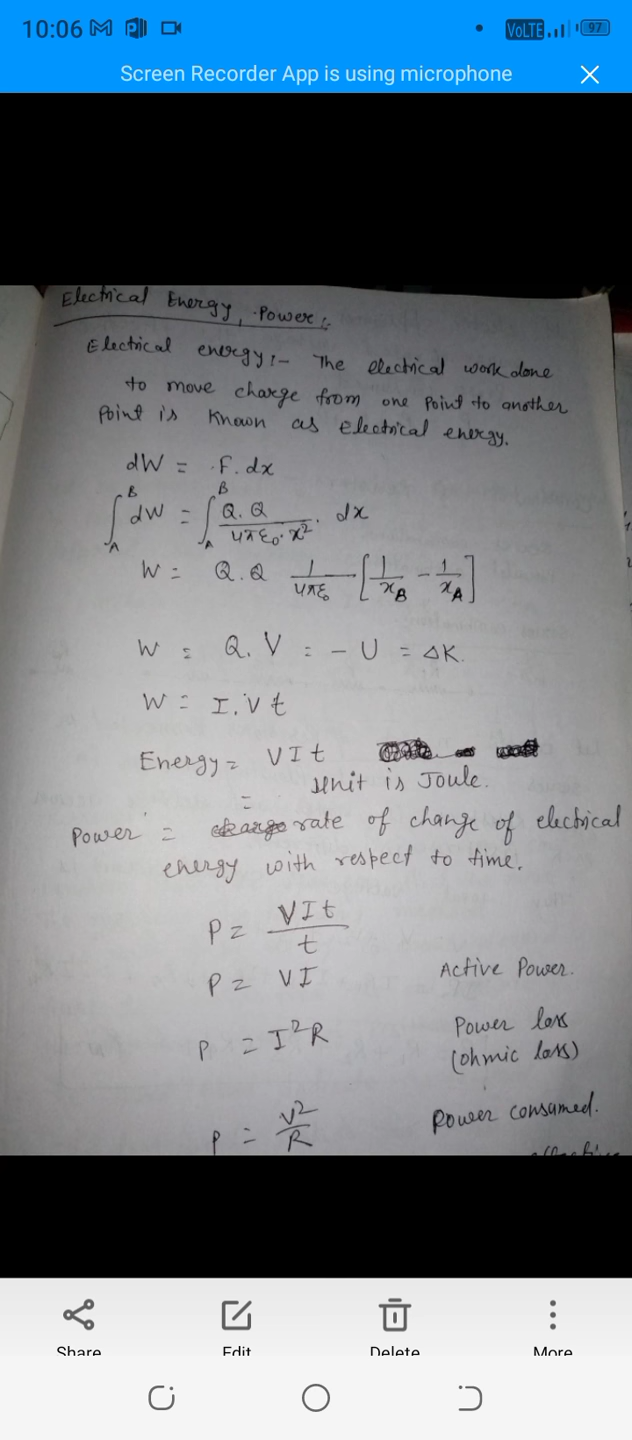 10:06
VoLTE
97
Screen Recorder App is using microphone
Electrical Energy, Power :-
Electrical energy :- The electrical work done
to move charge from one Point to another
Point is known as Electrical energy.
dW = F. dx
∫_A^B dW = ∫_A^B Q.Q/4πε₀.x² . dx
W = Q.Q 1/4πε₀ [1/x_B - 1/x_A]
W = Q.V = -U = ΔK.
W = I.Vt
Energy = VIt
Unit is Joule.
Power = rate of change of electrical
energy with respect to time.
P = VIt/t
P = VI Active Power.
P = I²R Power loss
(ohmic loss)
P = V²/R Power consumed.
Share Edit Delete More